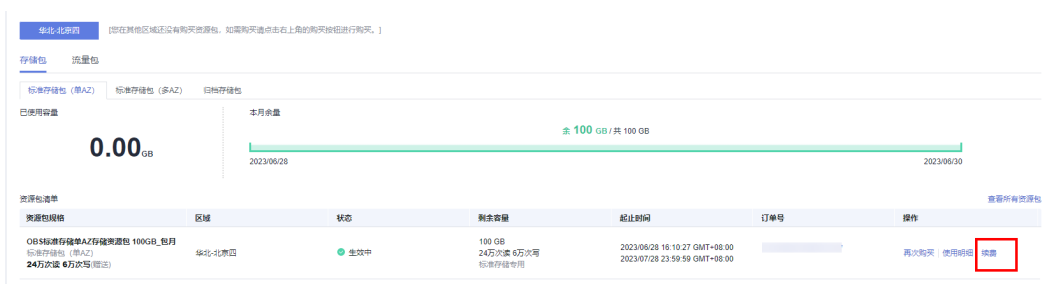 华北-北京四 [您在其他区域还没有购买资源包，如需购买请点击右上角的购买按钮进行购买。]
存储包 流量包
标准存储包（单AZ） 标准存储包（多AZ） 归档存储包
已使用容量 本月余量
余 100 GB / 共 100 GB
0.00 GB
2023/06/28 2023/06/30
资源包清单 查看所有资源包
资源包规格 区域 状态 剩余容量 起止时间 订单号 操作
OBS标准存储单AZ存储资源包 100GB_包月 100 GB
2023/06/28 16:10:27 GMT+08:00
标准存储包（单AZ） 华北-北京四 生效中 24万次读 6万次写 再次购买 使用明细 续费
2023/07/28 23:59:59 GMT+08:00
24万次读 6万次写(赠送) 标准存储专用